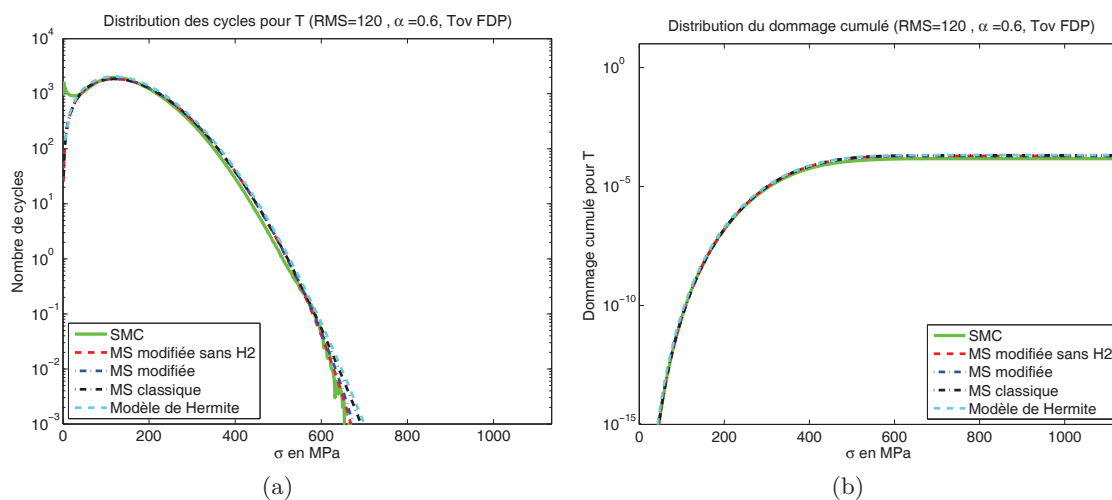 Distribution des cycles pour T (RMS=120 , α =0.6, Tov FDP)
10^4
10^3
10^2
10^1
10^0
10^−1
10^−2
10^−3
Nombre de cycles
SMC
MS modifiée sans H2
MS modifiée
MS classique
Modèle de Hermite
0 200 400 600 800 1000
σ en MPa
(a)
Distribution du dommage cumulé (RMS=120 , α =0.6, Tov FDP)
10^0
10^−5
10^−10
10^−15
Dommage cumulé pour T
SMC
MS modifiée sans H2
MS modifiée
MS classique
Modèle de Hermite
0 200 400 600 800 1000
σ en MPa
(b)